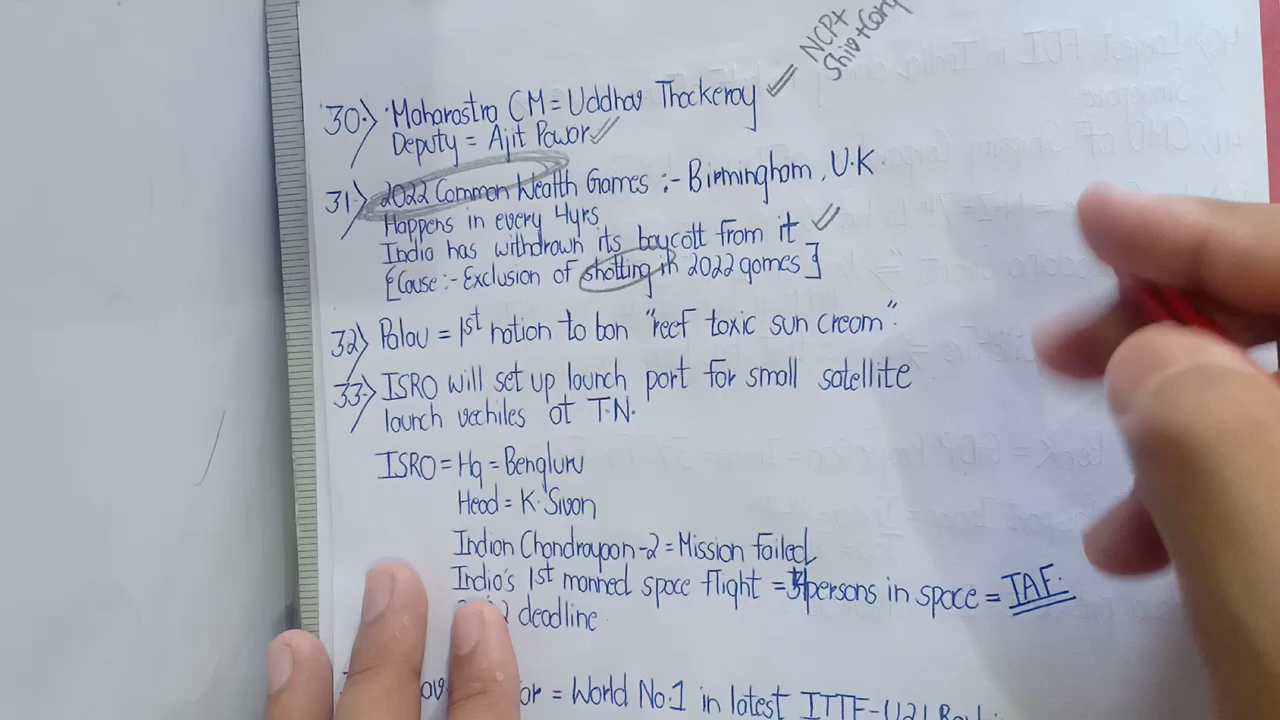 NCP+
Shiv+Cong
30) Maharastra CM = Uddhav Thackeray
Deputy = Ajit Pawar
31) 2022 Common Wealth Games :- Birmingham, U.K
Happens in every 4yrs
India has withdrawn its boycott from it
[Cause :- Exclusion of shotting in 2022 games]
32) Palau = 1st nation to ban "reef toxic sun cream".
33) ISRO will set up launch port for small satellite
launch vechiles at T.N.
ISRO = Hq = Bengluru
Head = K. Sivan
Indian Chandrayan-2 = Mission failed
India's 1st manned space flight = persons in space = IAF.
deadline
= World No.1 in latest ITTF-U21